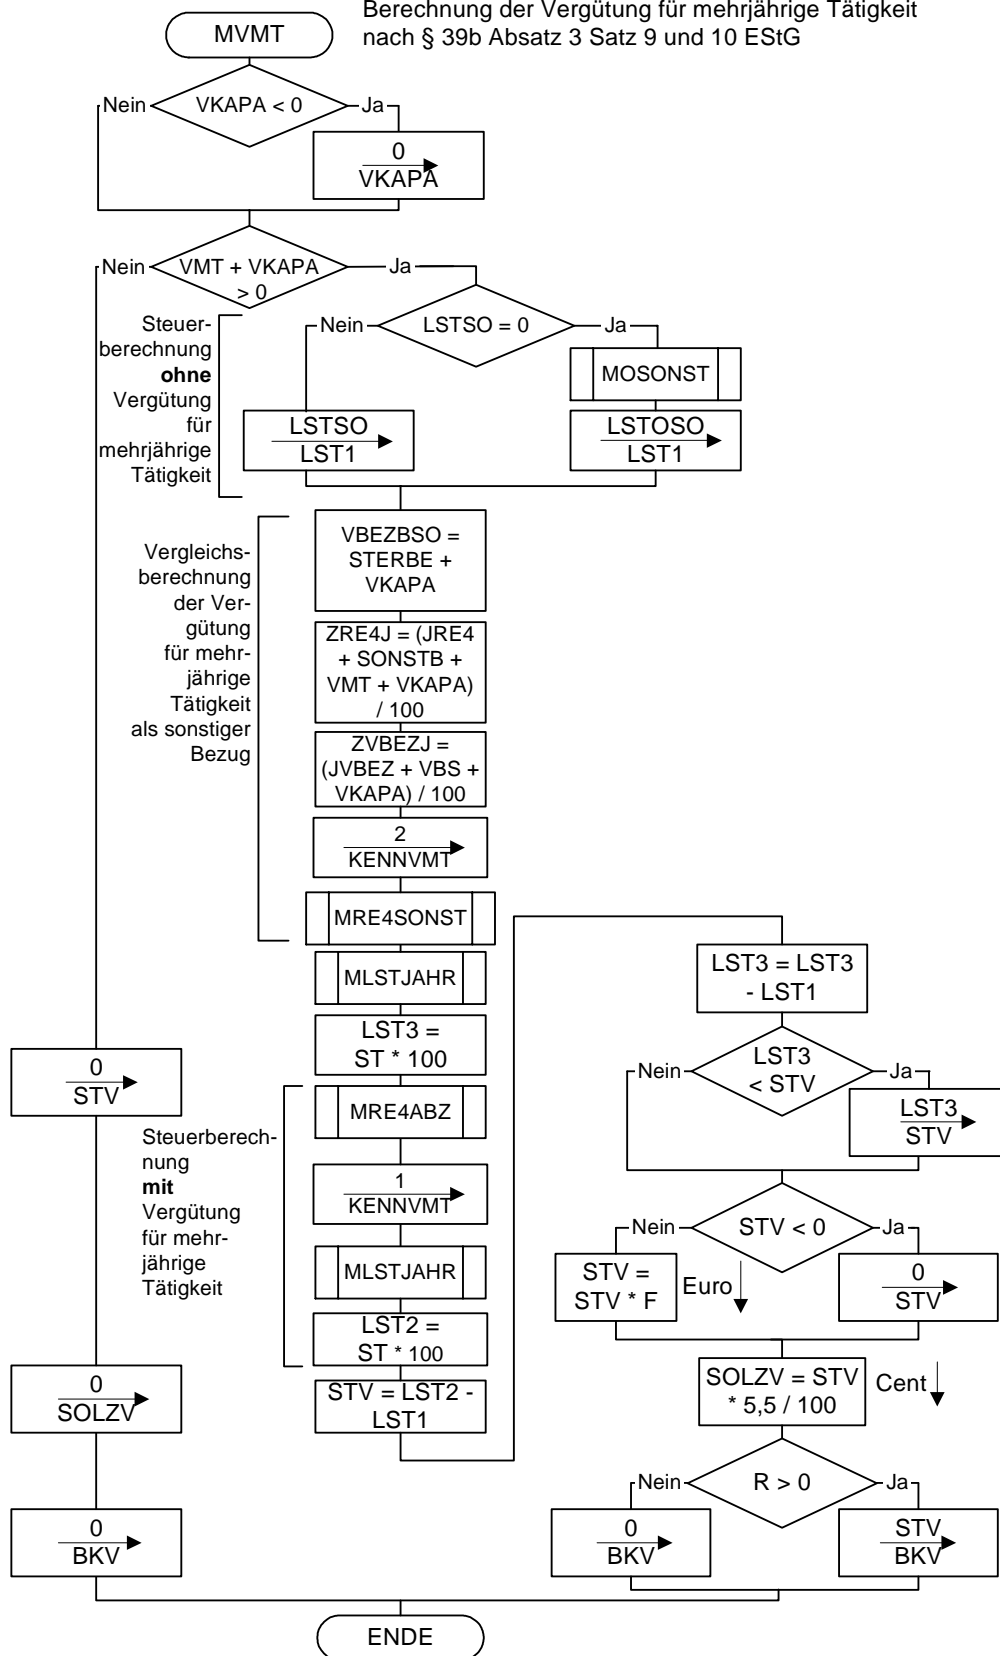 Berechnung der Vergütung für mehrjährige Tätigkeit
nach § 39b Absatz 3 Satz 9 und 10 EStG
MVMT
Nein
VKAPA < 0
Ja
0
VKAPA
Nein
VMT + VKAPA
> 0
Ja
Steuer-
berechnung
ohne
Vergütung
für
mehrjährige
Tätigkeit
Nein
LSTSO = 0
Ja
MOSONST
LSTSO
LST1
LSTOSO
LST1
Vergleichs-
berechnung
der Ver-
gütung
für mehr-
jährige
Tätigkeit
als sonstiger
Bezug
VBEZBSO =
STERBE +
VKAPA
ZRE4J = (JRE4
+ SONSTB +
VMT + VKAPA)
/ 100
ZVBEZJ =
(JVBEZ + VBS +
VKAPA) / 100
2
KENNVMT
MRE4SONST
MLSTJAHR
LST3 =
ST * 100
0
STV
Steuerberech-
nung
mit
Vergütung
für mehr-
jährige
Tätigkeit
MRE4ABZ
1
KENNVMT
MLSTJAHR
LST2 =
ST * 100
STV = LST2 -
LST1
0
SOLZV
0
BKV
LST3 = LST3
- LST1
Nein
LST3
< STV
Ja
LST3
STV
Nein
STV < 0
Ja
STV =
STV * F
Euro
0
STV
SOLZV = STV
* 5,5 / 100
Cent
Nein
R > 0
Ja
0
BKV
STV
BKV
ENDE